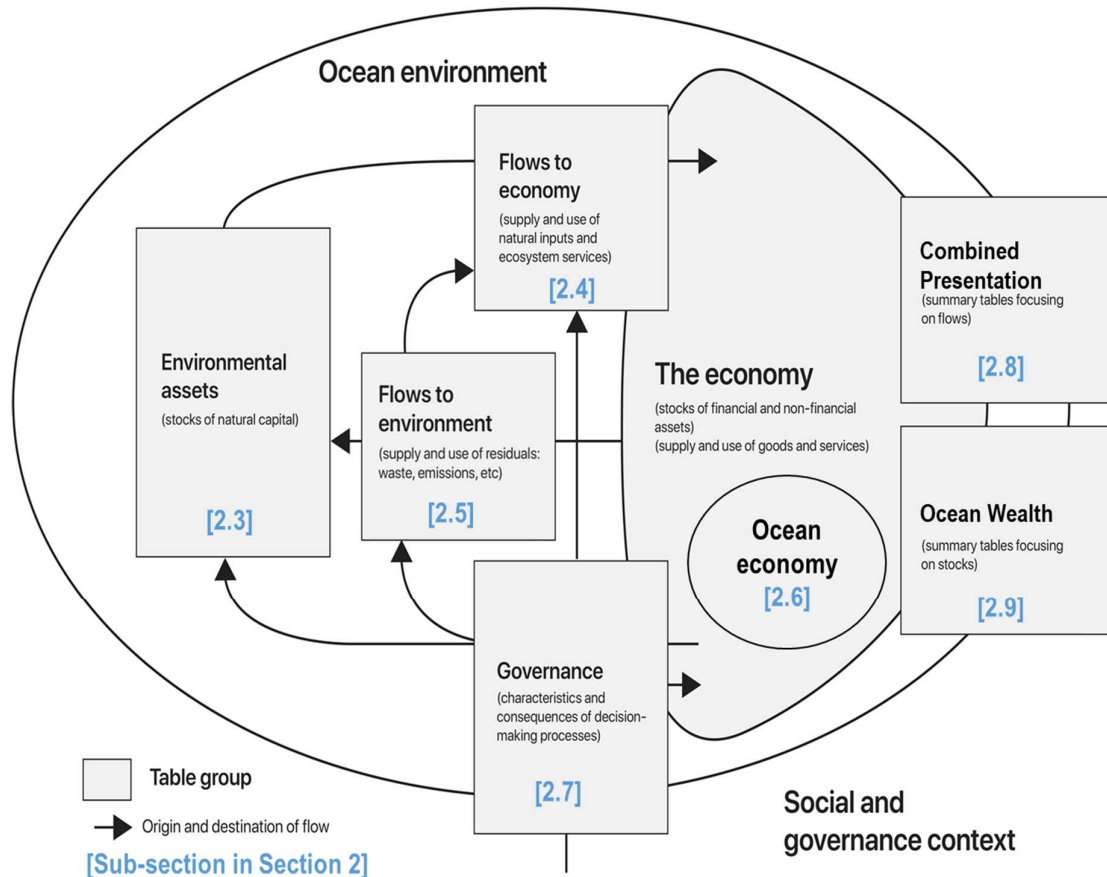 Ocean environment
Flows to
economy
(supply and use of
natural inputs and
ecosystem services)
[2.4]
Combined
Presentation
(summary tables focusing
on flows)
[2.8]
Environmental
assets
(stocks of natural capital)
[2.3]
Flows to
environment
(supply and use of residuals:
waste, emissions, etc)
[2.5]
The economy
(stocks of financial and non-financial
assets)
(supply and use of goods and services)
Ocean
economy
[2.6]
Ocean Wealth
(summary tables focusing
on stocks)
[2.9]
Governance
(characteristics and
consequences of decision-
making processes)
[2.7]
Table group
Origin and destination of flow
[Sub-section in Section 2]
Social and
governance context